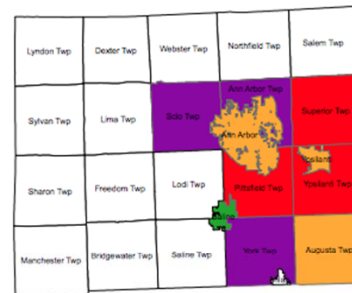 Lyndon Twp
Dexter Twp
Webster Twp
Northfield Twp
Salem Twp
Sylvan Twp
Lima Twp
Scio Twp
Ann Arbor Twp
Superior Twp
Ann Arbor
Ypsilanti
Sharon Twp
Freedom Twp
Lodi Twp
Pittsfield Twp
Ypsilanti Twp
Saline
Manchester Twp
Bridgewater Twp
Saline Twp
York Twp
Augusta Twp